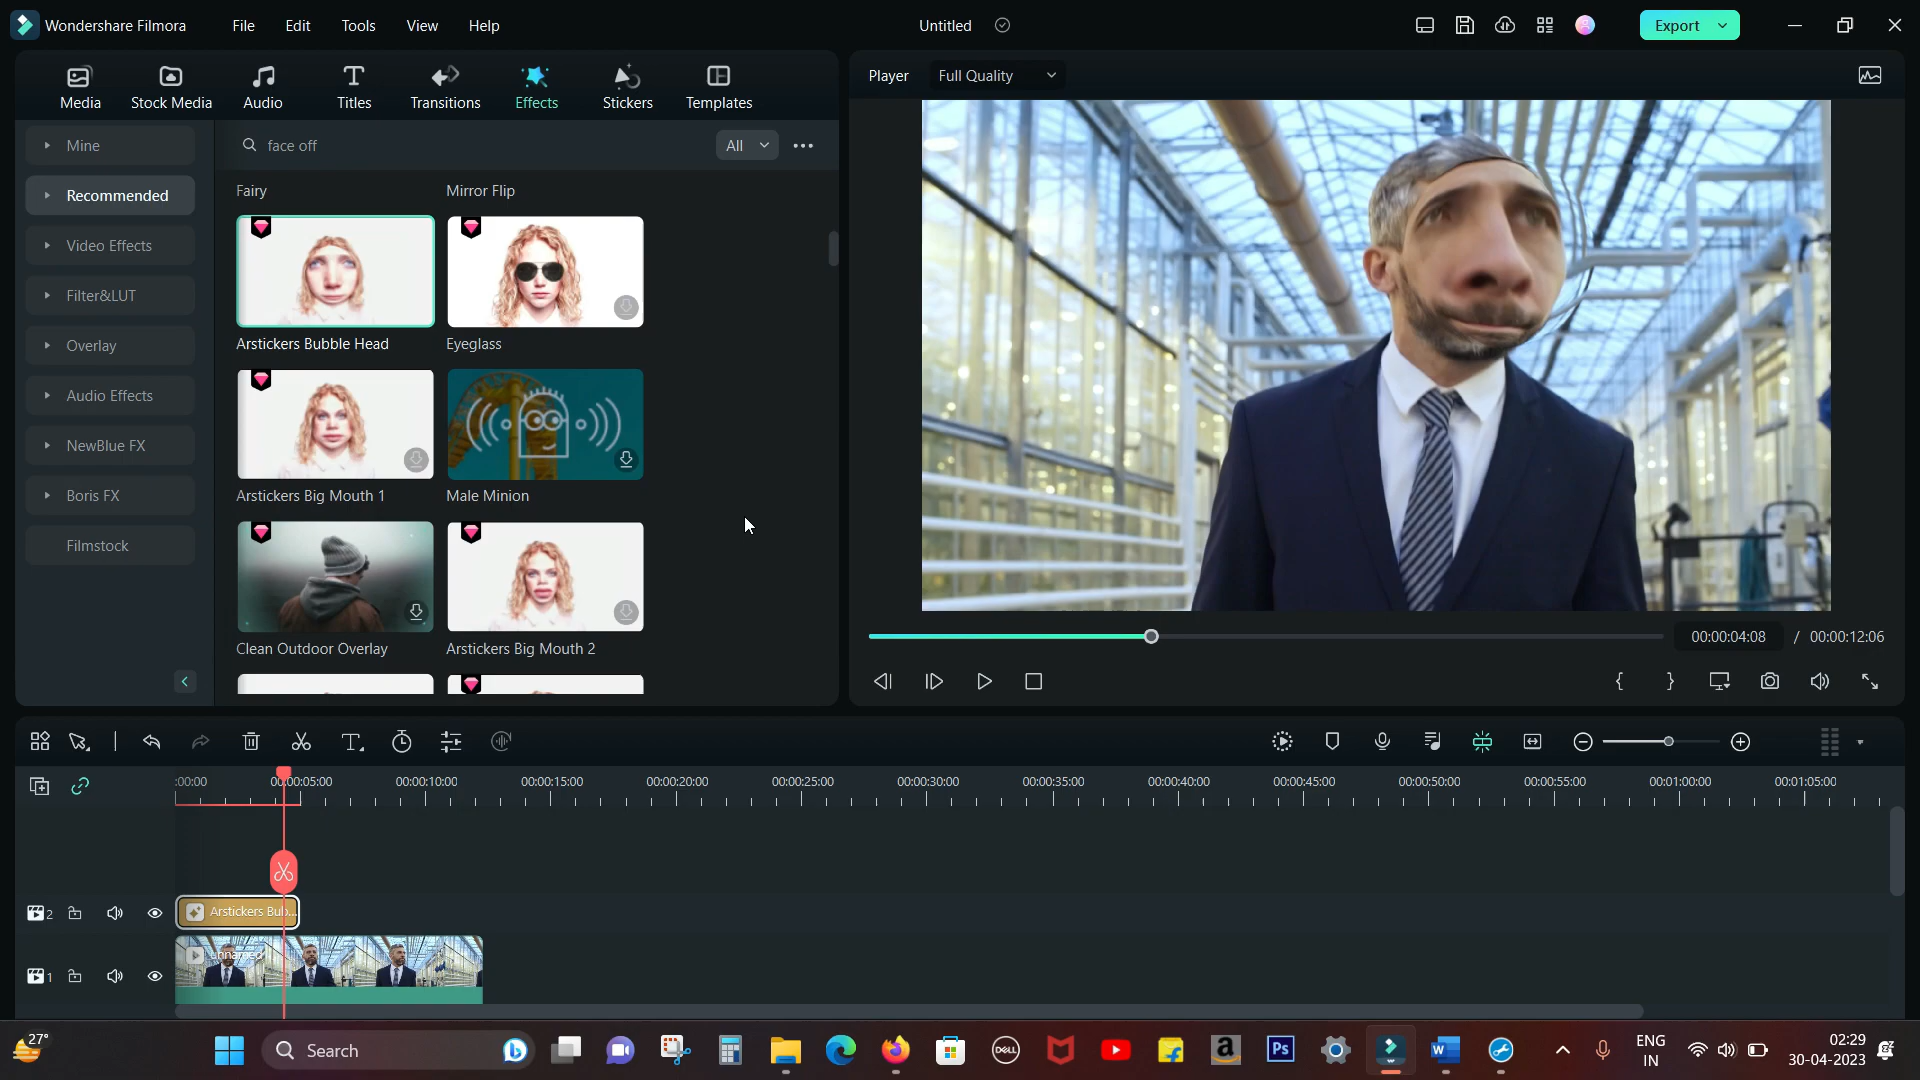 Wondershare Filmora
File
Edit
Tools
View
Help
Untitled
Export
Media
Stock Media
Audio
Titles
Transitions
Effects
Stickers
Templates
Player
Full Quality
Mine
Recommended
Video Effects
Filter&LUT
Overlay
Audio Effects
NewBlue FX
Boris FX
Filmstock
face off
All
Fairy
Mirror Flip
Arstickers Bubble Head
Eyeglass
Arstickers Big Mouth 1
Male Minion
Clean Outdoor Overlay
Arstickers Big Mouth 2
00:00:04:08 / 00:00:12:06
:00:00
00:00:05:00
00:00:10:00
00:00:15:00
00:00:20:00
00:00:25:00
00:00:30:00
00:00:35:00
00:00:40:00
00:00:45:00
00:00:50:00
00:00:55:00
00:01:00:00
00:01:05:00
2
Arstickers Bub...
1
unnamed
27°
Search
DELL
a
Ps
W
ENG
IN
02:29
30-04-2023